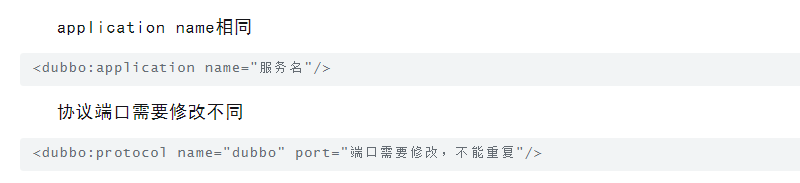 application name相同
<dubbo:application name="服务名"/>
协议端口需要修改不同
<dubbo:protocol name="dubbo" port="端口需要修改，不能重复"/>